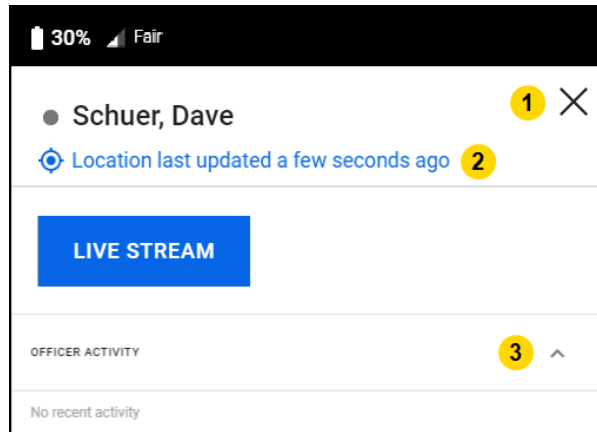 30% Fair
Schuer, Dave 1
Location last updated a few seconds ago 2
LIVE STREAM
OFFICER ACTIVITY 3
No recent activity